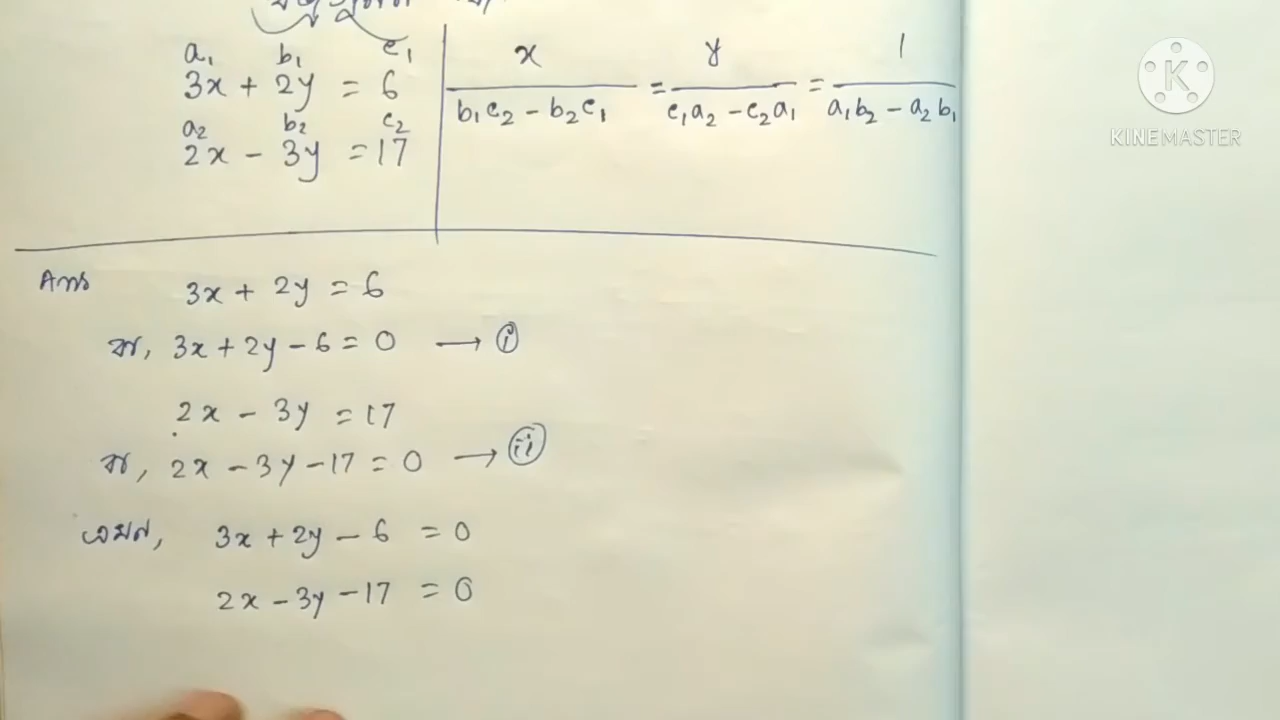 a₁ b₁ c₁
3x + 2y = 6
a₂ b₂ c₂
2x - 3y = 17
x/(b₁c₂ - b₂c₁) = y/(c₁a₂ - c₂a₁) = 1/(a₁b₂ - a₂b₁)
KINEMASTER
Ans 3x + 2y = 6
বা, 3x + 2y - 6 = 0 → (i)
2x - 3y = 17
বা, 2x - 3y - 17 = 0 → (ii)
এখন, 3x + 2y - 6 = 0
2x - 3y - 17 = 0